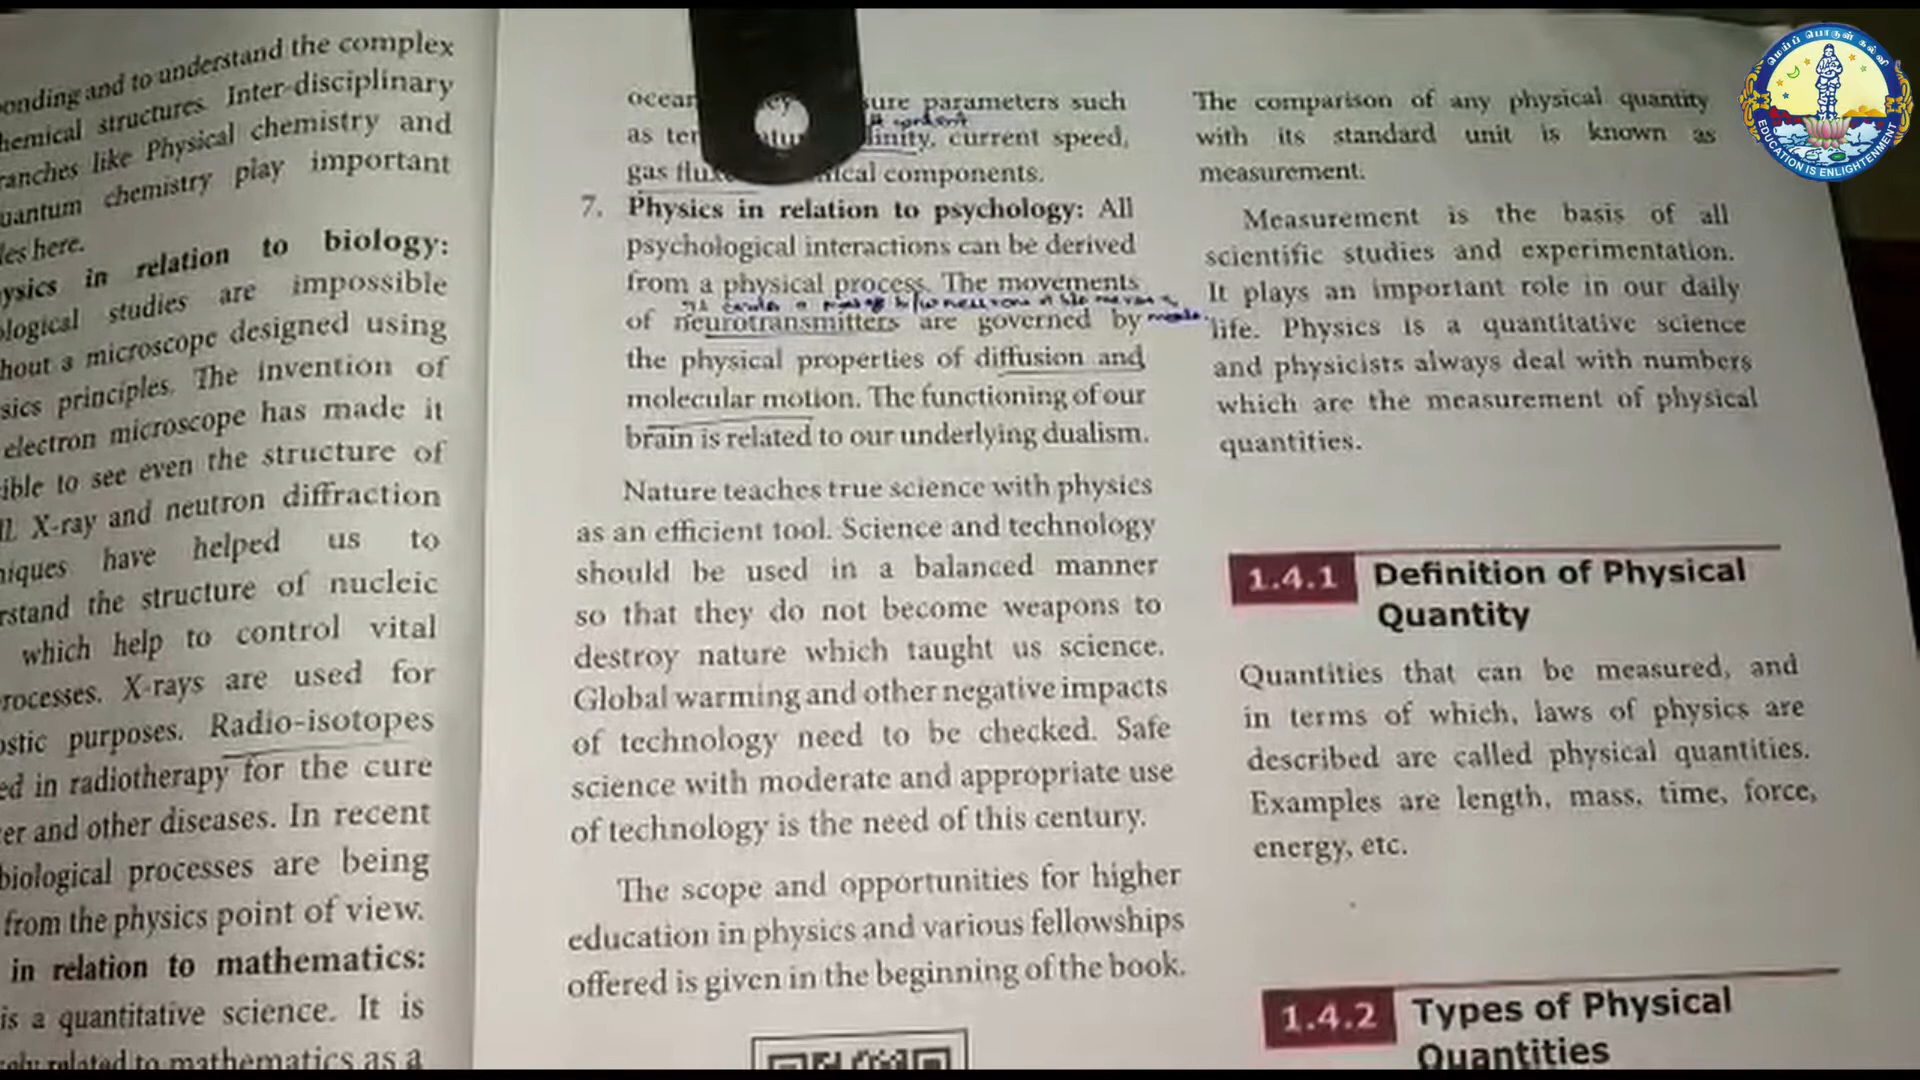 onding and to understand the complex
hemical structures. Inter-disciplinary
ranches like Physical chemistry and
uantum chemistry play important
les here.
ysics in relation to biology:
ological studies are impossible
hout a microscope designed using
sics principles. The invention of
electron microscope has made it
ible to see even the structure of
ll. X-ray and neutron diffraction
niques have helped us to
rstand the structure of nucleic
which help to control vital
rocesses. X-rays are used for
ostic purposes. Radio-isotopes
ed in radiotherapy for the cure
er and other diseases. In recent
biological processes are being
from the physics point of view.
in relation to mathematics:
is a quantitative science. It is
related to mathematics as a
ocean sure parameters such
content
as ter linity, current speed,
gas flux ical components.
7. Physics in relation to psychology: All
psychological interactions can be derived
from a physical process. The movements
of neurotransmitters are governed by
the physical properties of diffusion and
molecular motion. The functioning of our
brain is related to our underlying dualism.
Nature teaches true science with physics
as an efficient tool. Science and technology
should be used in a balanced manner
so that they do not become weapons to
destroy nature which taught us science.
Global warming and other negative impacts
of technology need to be checked. Safe
science with moderate and appropriate use
of technology is the need of this century.
The scope and opportunities for higher
education in physics and various fellowships
offered is given in the beginning of the book.
The comparison of any physical quantity
with its standard unit is known as
measurement.
Measurement is the basis of all
scientific studies and experimentation.
It plays an important role in our daily
life. Physics is a quantitative science
and physicists always deal with numbers
which are the measurement of physical
quantities.
1.4.1 Definition of Physical
Quantity
Quantities that can be measured, and
in terms of which, laws of physics are
described are called physical quantities.
Examples are length, mass, time, force,
energy, etc.
1.4.2 Types of Physical
Quantities
மெய்ப் பொருள் கல்வி
EDUCATION IS ENLIGHTENMENT